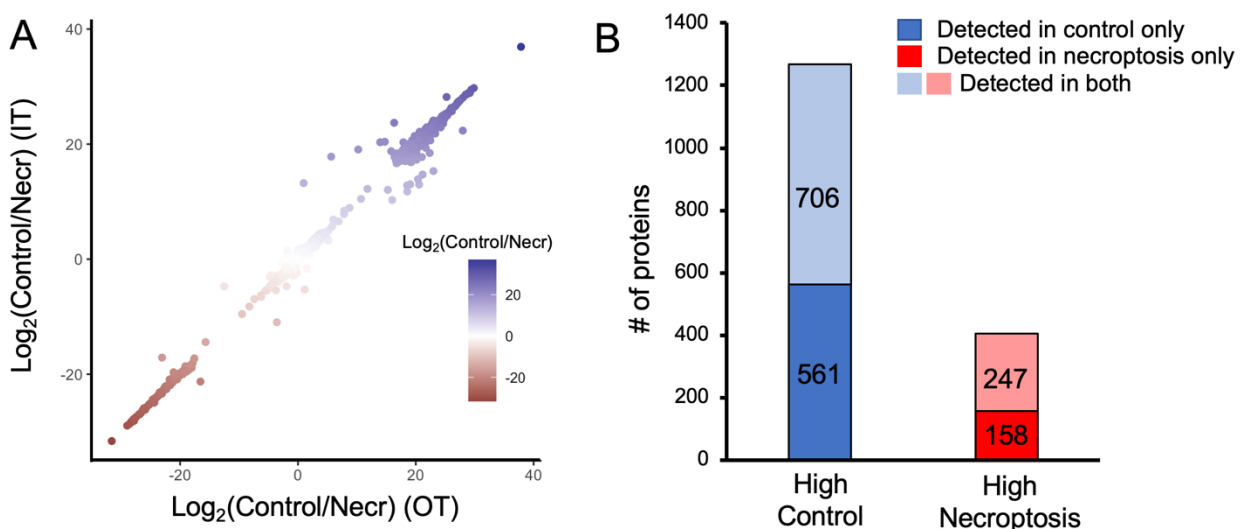 A
Log₂(Control/Necr) (IT)
40
20
0
-20
-20
0
20
40
Log₂(Control/Necr) (OT)
Log₂(Control/Necr)
20
0
-20
B
# of proteins
1400
1200
1000
800
600
400
200
0
Detected in control only
Detected in necroptosis only
Detected in both
706
561
247
158
High
Control
High
Necroptosis